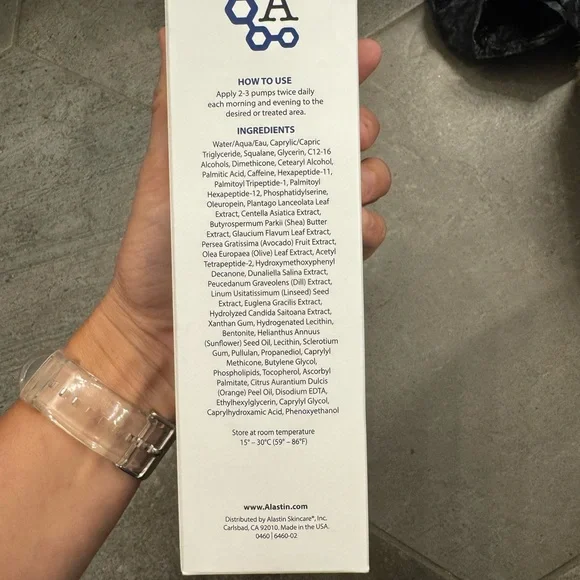 A
HOW TO USE
Apply 2-3 pumps twice daily
each morning and evening to the
desired or treated area.
INGREDIENTS
Water/Aqua/Eau, Caprylic/Capric
Triglyceride, Squalane, Glycerin, C12-16
Alcohols, Dimethicone, Cetearyl Alcohol,
Palmitic Acid, Caffeine, Hexapeptide-11,
Palmitoyl Tripeptide-1, Palmitoyl
Hexapeptide-12, Phosphatidylserine,
Oleuropein, Plantago Lanceolata Leaf
Extract, Centella Asiatica Extract,
Butyrospermum Parkii (Shea) Butter
Extract, Glaucium Flavum Leaf Extract,
Persea Gratissima (Avocado) Fruit Extract,
Olea Europaea (Olive) Leaf Extract, Acetyl
Tetrapeptide-2, Hydroxymethoxyphenyl
Decanone, Dunaliella Salina Extract,
Peucedanum Graveolens (Dill) Extract,
Linum Usitatissimum (Linseed) Seed
Extract, Euglena Gracilis Extract,
Hydrolyzed Candida Saitoana Extract,
Xanthan Gum, Hydrogenated Lecithin,
Bentonite, Helianthus Annuus
(Sunflower) Seed Oil, Lecithin, Sclerotium
Gum, Pullulan, Propanediol, Caprylyl
Methicone, Butylene Glycol,
Phospholipids, Tocopherol, Ascorbyl
Palmitate, Citrus Aurantium Dulcis
(Orange) Peel Oil, Disodium EDTA,
Ethylhexylglycerin, Caprylyl Glycol,
Caprylhydroxamic Acid, Phenoxyethanol
Store at room temperature
15° – 30°C (59° – 86°F)
www.Alastin.com
Distributed by Alastin Skincare®, Inc.
Carlsbad, CA 92010. Made in the USA.
0460 | 6460-02